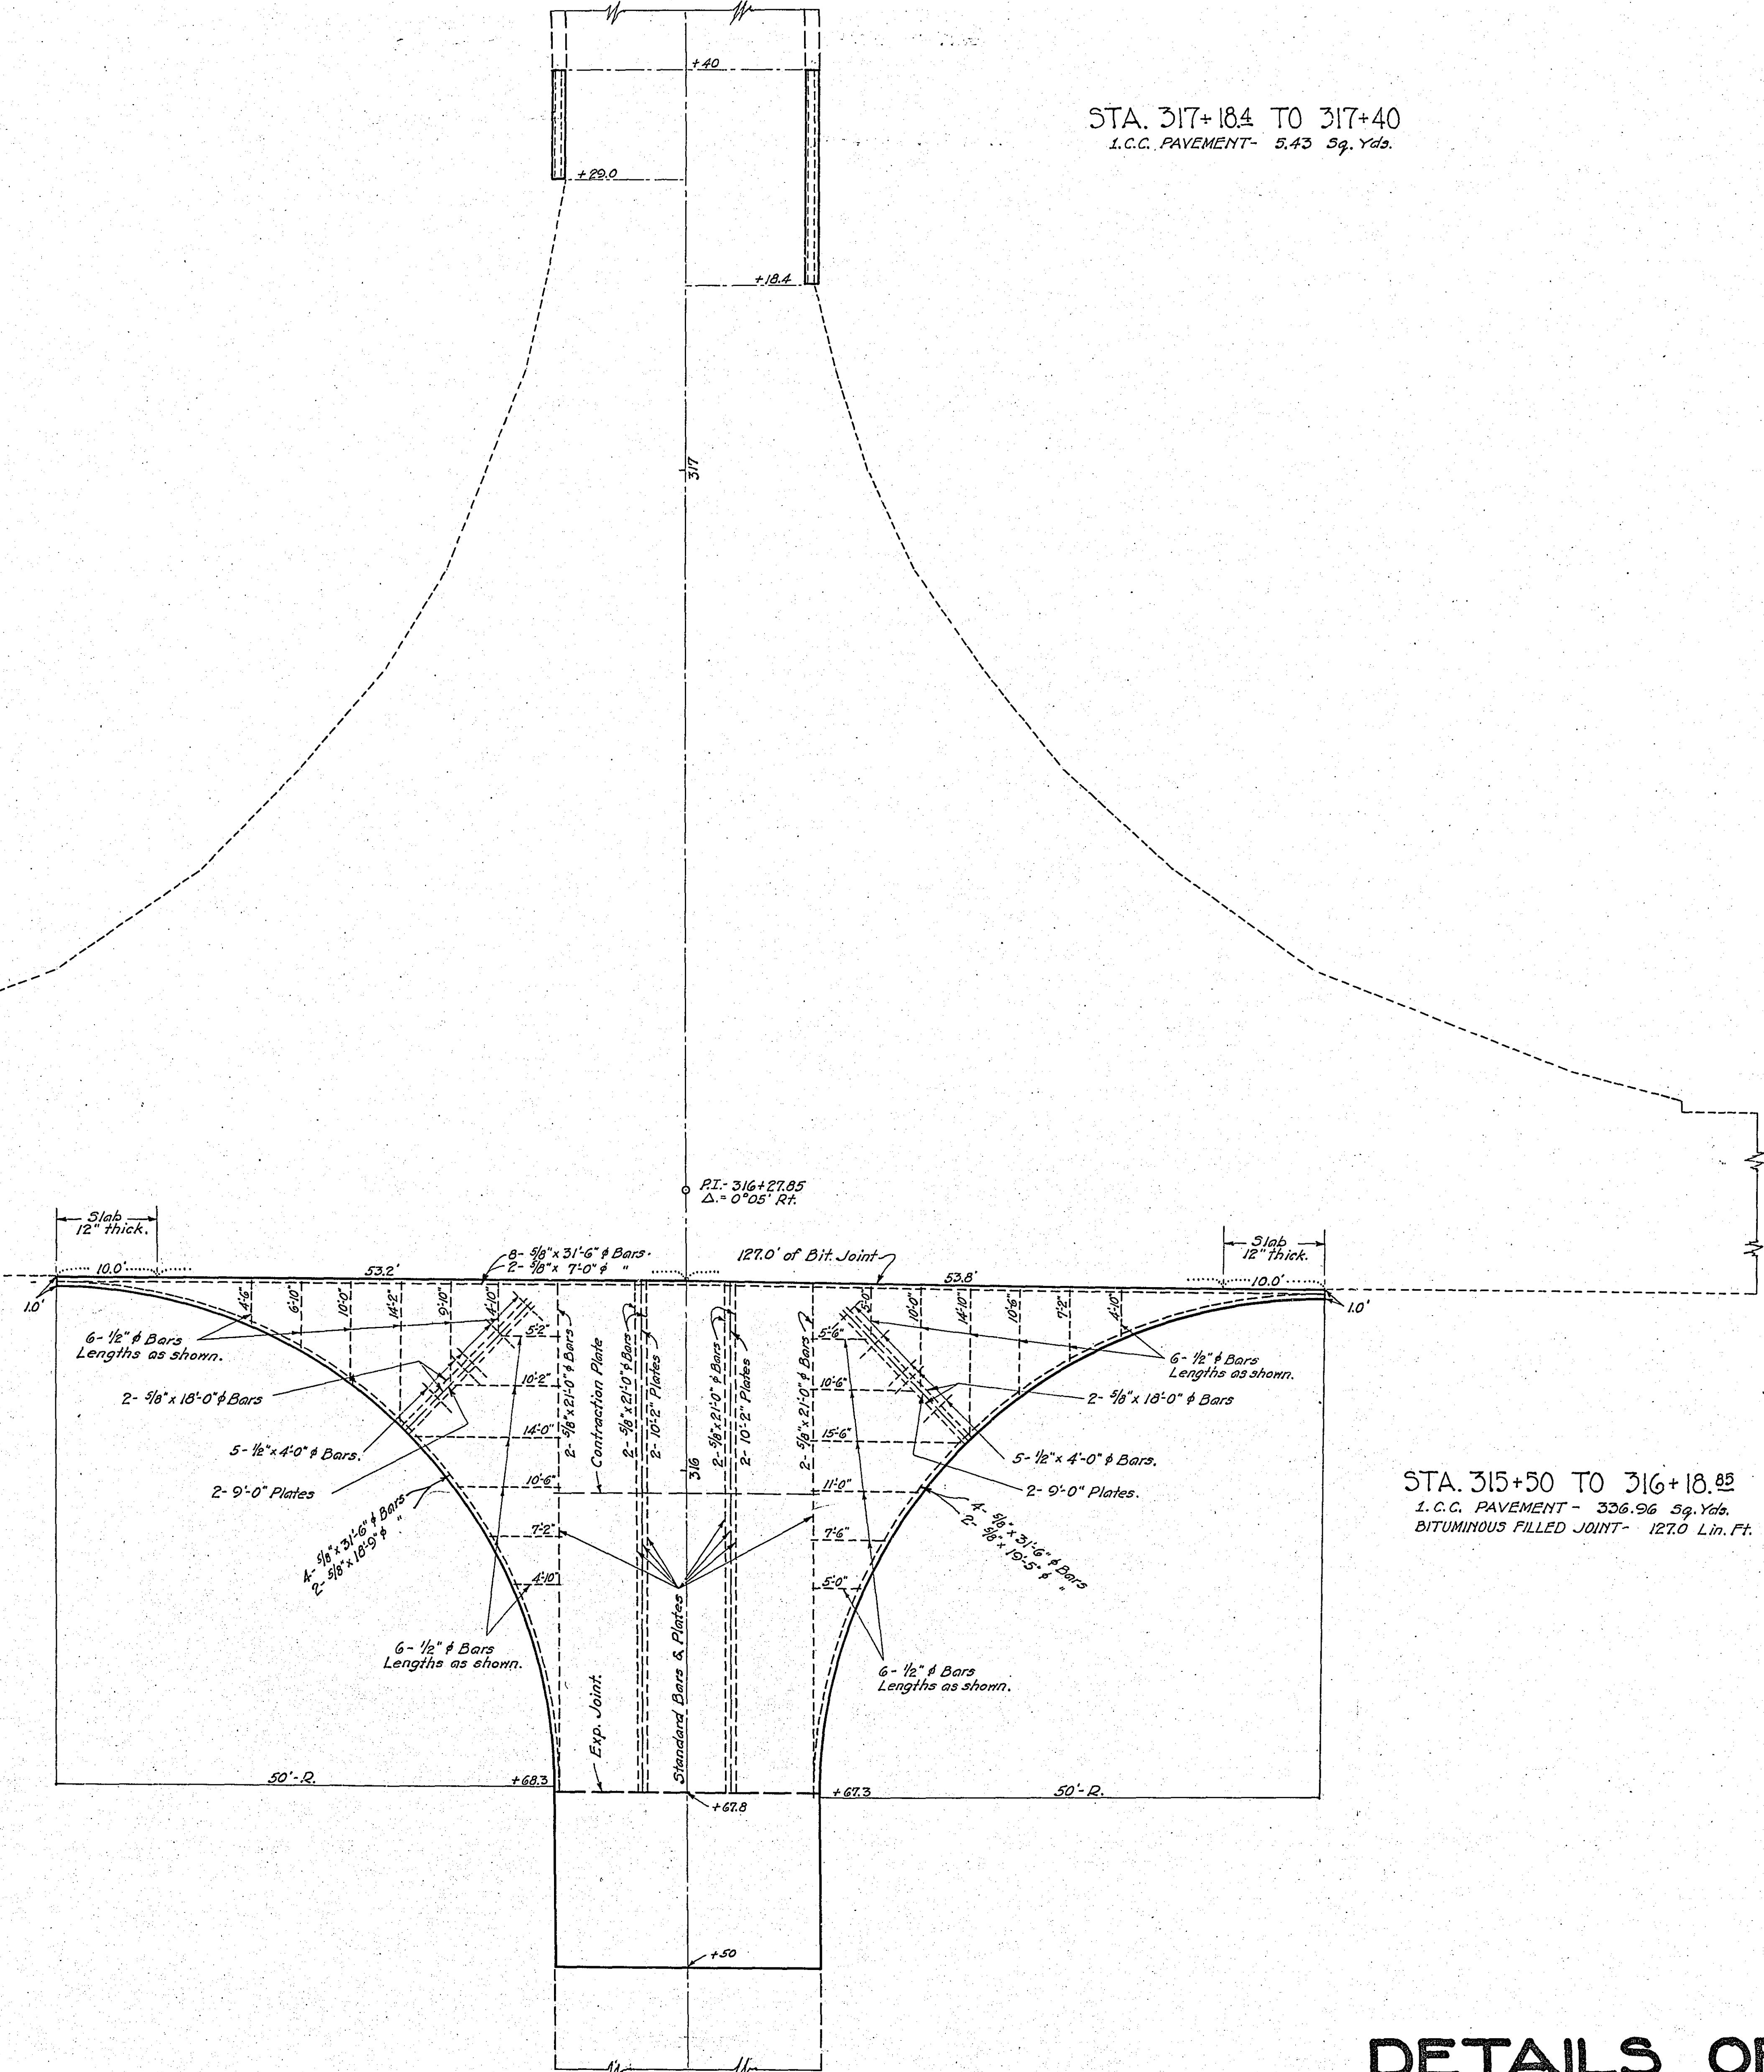 +40
STA. 317+18.4 TO 317+40
1.C.C. PAVEMENT- 5.43 Sq. Yds.
+29.0
+18.4
317
P.I.- 316+27.85
Δ.= 0°05' Rt.
Slab
12" thick.
Slab
12" thick.
8- 5/8" x 31'-6" ϕ Bars.
2- 5/8" x 7'-0" ϕ "
127.0' of Bit. Joint
10.0'
53.2'
53.8'
10.0'
1.0'
1.0'
4'-6"
6'-10"
10'-0"
14'-2"
9'-10"
4'-10"
5'-0"
10'-0"
14'-10"
10'-6"
7'-2"
4'-10"
6- 1/2" ϕ Bars
Lengths as shown.
6- 1/2" ϕ Bars
Lengths as shown.
5'-2"
5'-6"
10'-2"
10'-6"
2- 5/8" x 18'-0" ϕ Bars
2- 5/8" x 18'-0" ϕ Bars
2- 5/8" x 21'-0" ϕ Bars
Contraction Plate
2- 5/8" x 21'-0" ϕ Bars
2- 10'-2" Plates
2- 5/8" x 21'-0" ϕ Bars
2- 10'-2" Plates
2- 5/8" x 21'-0" ϕ Bars
14'-0"
15'-6"
5- 1/2" x 4'-0" ϕ Bars.
5- 1/2" x 4'-0" ϕ Bars.
316
10'-6"
11'-0"
2- 9'-0" Plates
2- 9'-0" Plates.
STA. 315+50 TO 316+18.85
1. C.C. PAVEMENT - 336.96 Sq. Yds.
BITUMINOUS FILLED JOINT- 127.0 Lin. Ft.
4- 5/8" x 31'-6" ϕ Bars
2- 5/8" x 18'-9" ϕ "
4- 5/8" x 31'-6" ϕ Bars
2- 5/8" x 19'-5" ϕ "
7'-2"
7'-6"
4'-10"
5'-0"
6- 1/2" ϕ Bars
Lengths as shown.
6- 1/2" ϕ Bars
Lengths as shown.
Exp. Joint.
Standard Bars & Plates
50'-R.
+68.3
+67.3
50'-R.
+67.8
+50
DETAILS